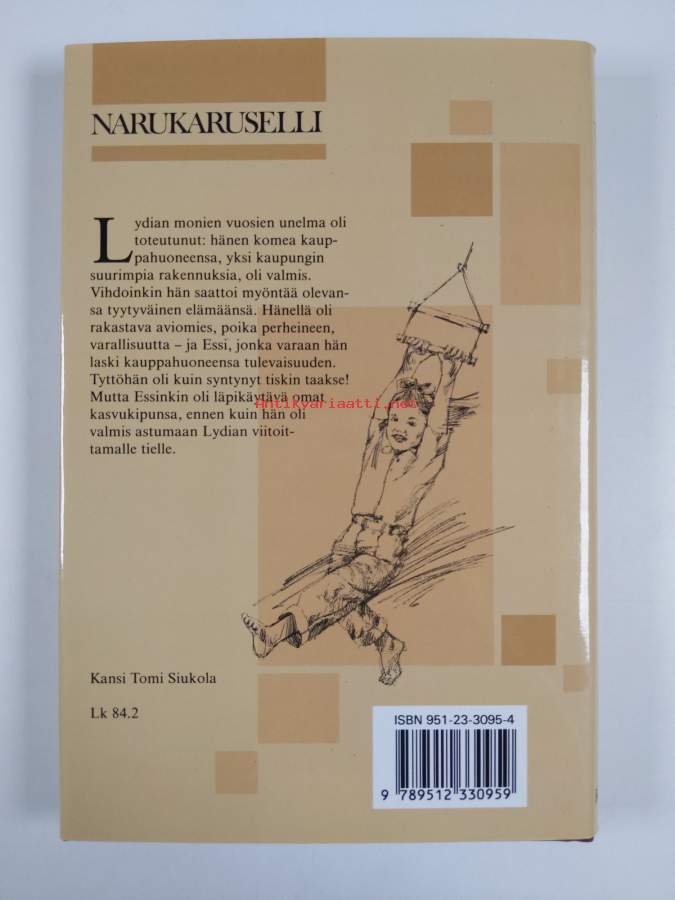 NARUKARUSELLI
Lydian monien vuosien unelma oli
toteutunut: hänen komea kaup-
pahuoneensa, yksi kaupungin
suurimpia rakennuksia, oli valmis.
Vihdoinkin hän saattoi myöntää olevan-
sa tyytyväinen elämäänsä. Hänellä oli
rakastava aviomies, poika perheineen,
varallisuutta – ja Essi, jonka varaan hän
laski kauppahuoneensa tulevaisuuden.
Tyttöhän oli kuin syntynyt tiskin taakse!
Mutta Essinkin oli läpikäytävä omat
kasvukipunsa, ennen kuin hän oli
valmis astumaan Lydian viitoit-
tamalle tielle.
Antikvariaatti.net
Kansi Tomi Siukola
Lk 84.2
ISBN 951-23-3095-4
9 789512 330959